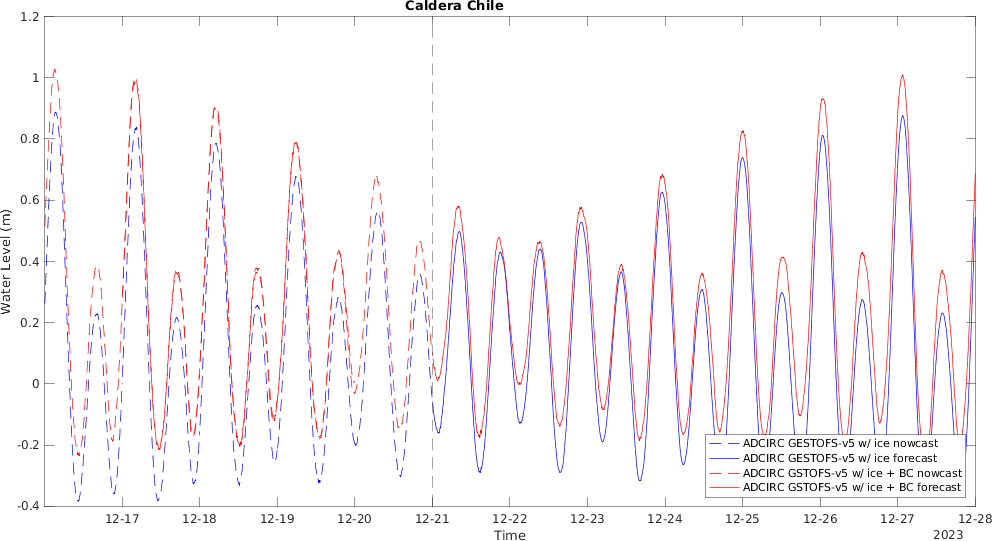 Caldera Chile
1.2
1
0.8
0.6
0.4
0.2
0
-0.2
-0.4
Water Level (m)
ADCIRC GESTOFS-v5 w/ ice nowcast
ADCIRC GESTOFS-v5 w/ ice forecast
ADCIRC GSTOFS-v5 w/ ice + BC nowcast
ADCIRC GSTOFS-v5 w/ ice + BC forecast
12-17 12-18 12-19 12-20 12-21 12-22 12-23 12-24 12-25 12-26 12-27 12-28
Time
2023